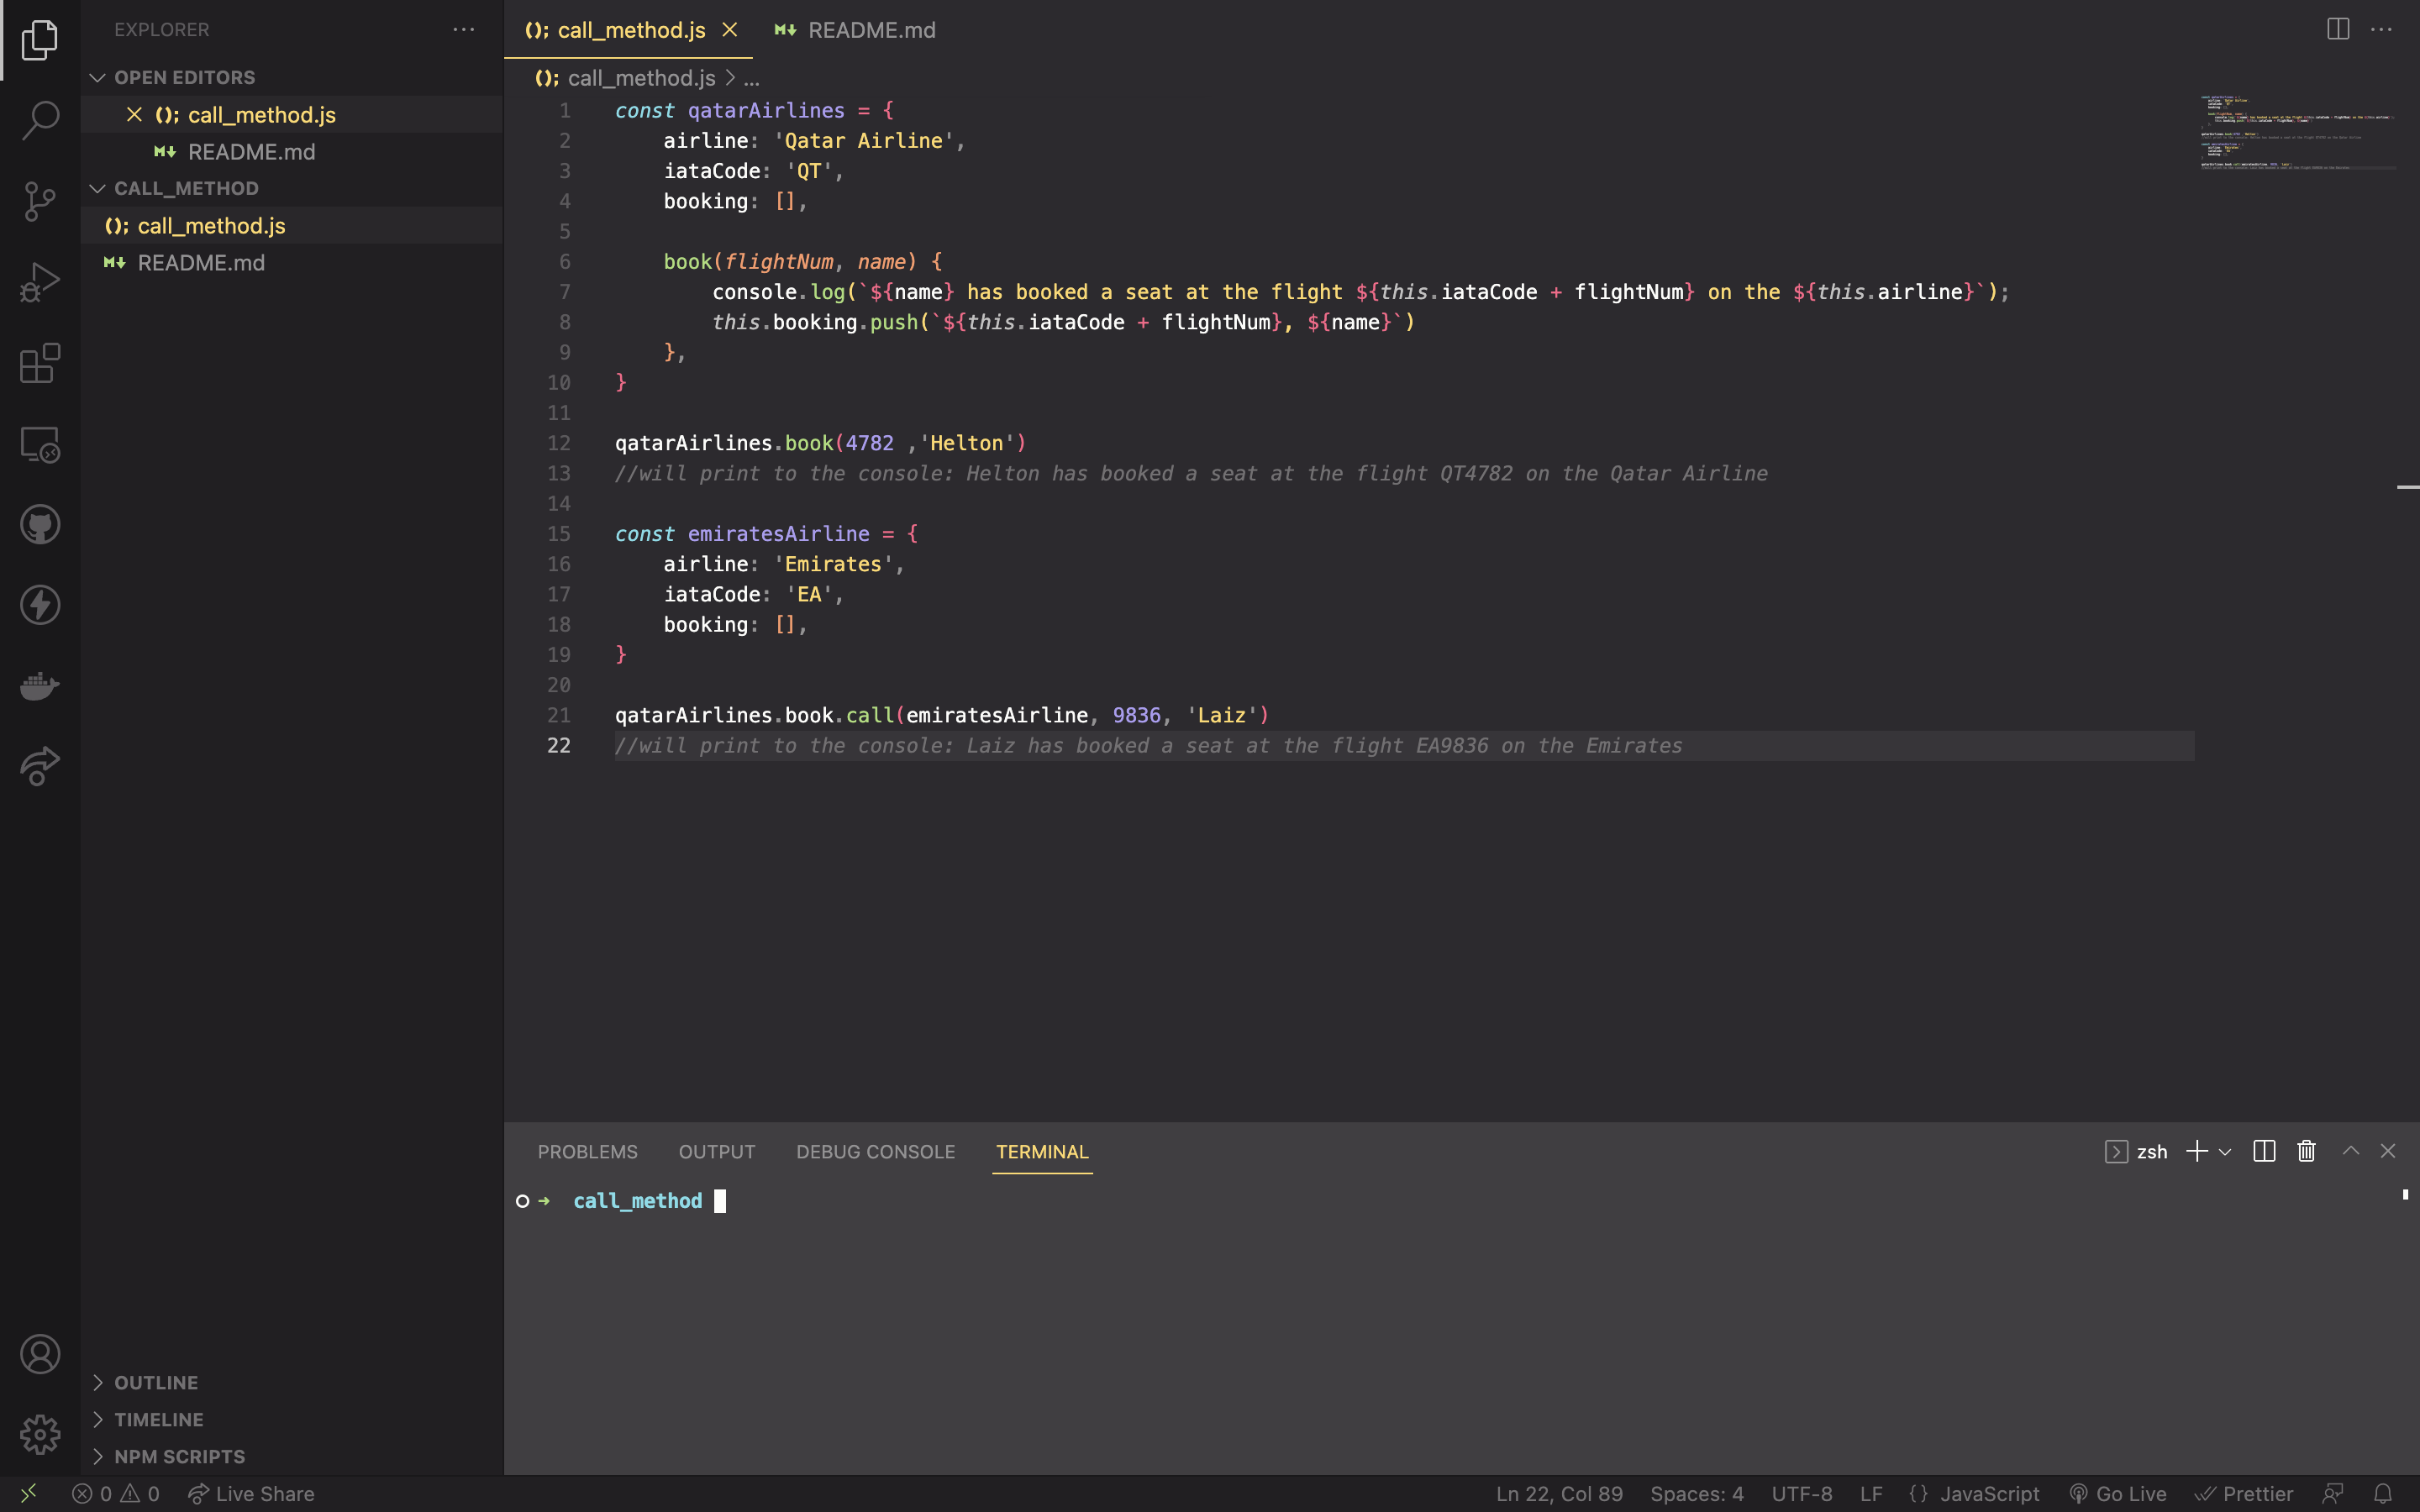 EXPLORER
OPEN EDITORS
call_method.js
README.md
CALL_METHOD
call_method.js
README.md
OUTLINE
TIMELINE
NPM SCRIPTS
call_method.js
README.md
call_method.js > ...
1 const qatarAirlines = {
2     airline: 'Qatar Airline',
3     iataCode: 'QT',
4     booking: [],
5
6     book(flightNum, name) {
7         console.log(`${name} has booked a seat at the flight ${this.iataCode + flightNum} on the ${this.airline}`);
8         this.booking.push(`${this.iataCode + flightNum}, ${name}`)
9     },
10 }
11
12 qatarAirlines.book(4782 ,'Helton')
13 //will print to the console: Helton has booked a seat at the flight QT4782 on the Qatar Airline
14
15 const emiratesAirline = {
16     airline: 'Emirates',
17     iataCode: 'EA',
18     booking: [],
19 }
20
21 qatarAirlines.book.call(emiratesAirline, 9836, 'Laiz')
22 //will print to the console: Laiz has booked a seat at the flight EA9836 on the Emirates
PROBLEMS OUTPUT DEBUG CONSOLE TERMINAL zsh
call_method
0 0 Live Share Ln 22, Col 89 Spaces: 4 UTF-8 LF {} JavaScript Go Live Prettier